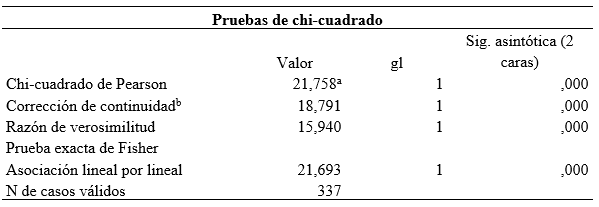 Pruebas de chi-cuadrado
Valor gl Sig. asintótica (2 caras)
Chi-cuadrado de Pearson 21,758ª 1 ,000
Corrección de continuidadᵇ 18,791 1 ,000
Razón de verosimilitud 15,940 1 ,000
Prueba exacta de Fisher
Asociación lineal por lineal 21,693 1 ,000
N de casos válidos 337